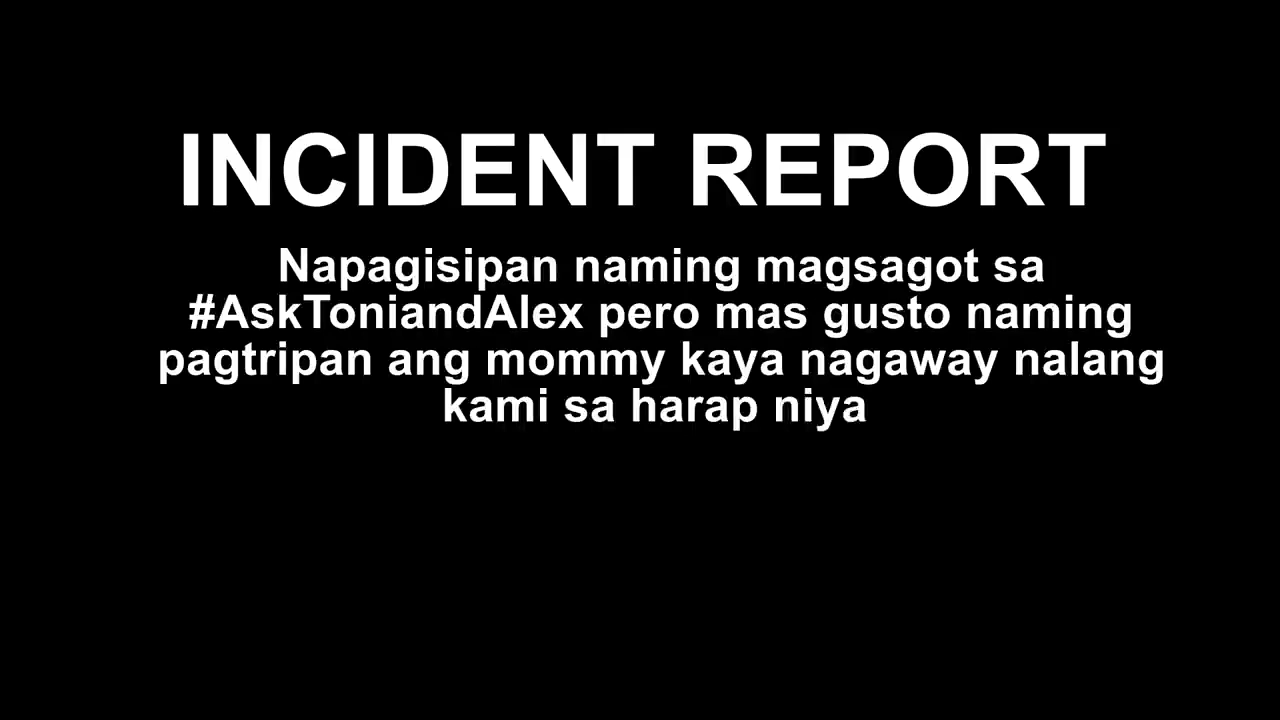 INCIDENT REPORT
Napagisipan naming magsagot sa
#AskToniandAlex pero mas gusto naming
pagtripan ang mommy kaya nagaway nalang
kami sa harap niya